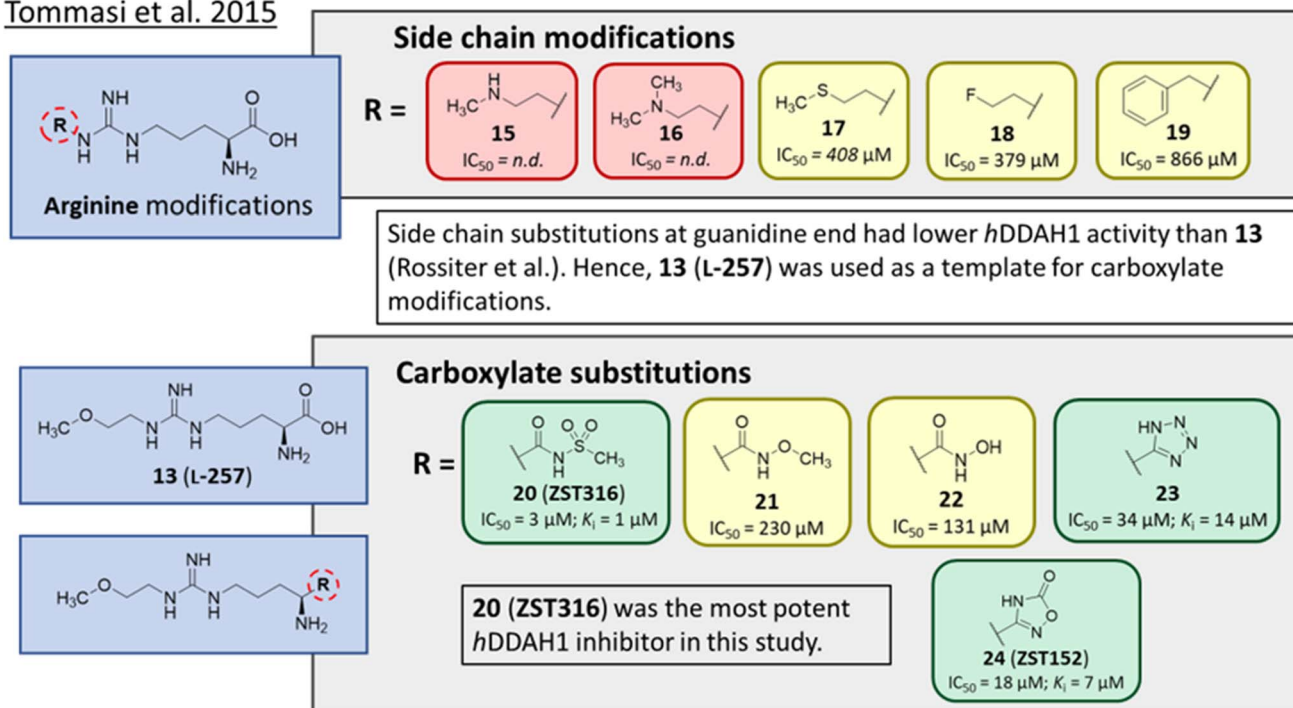 Tommasi et al. 2015
Side chain modifications
R =
R
NH
O
N
H
N
H
OH
NH₂
Arginine modifications
H
H₃C N
15
IC₅₀ = n.d.
CH₃
H₃C N
16
IC₅₀ = n.d.
H₃C S
17
IC₅₀ = 408 µM
F
18
IC₅₀ = 379 µM
19
IC₅₀ = 866 µM
Side chain substitutions at guanidine end had lower hDDAH1 activity than 13
(Rossiter et al.). Hence, 13 (L-257) was used as a template for carboxylate
modifications.
Carboxylate substitutions
NH
O
H₃C O
N
H
N
H
OH
NH₂
13 (L-257)
NH
H₃C O
N
H
N
H
R
NH₂
R =
O
O O
S
N
H
CH₃
20 (ZST316)
IC₅₀ = 3 µM; Kᵢ = 1 µM
O
N
H
O
CH₃
21
IC₅₀ = 230 µM
O
N
H
OH
22
IC₅₀ = 131 µM
HN N
N
N
23
IC₅₀ = 34 µM; Kᵢ = 14 µM
20 (ZST316) was the most potent
hDDAH1 inhibitor in this study.
O
HN
O
N
24 (ZST152)
IC₅₀ = 18 µM; Kᵢ = 7 µM